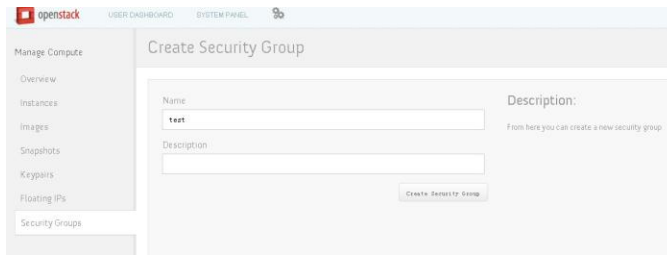 openstack
USER DASHBOARD
SYSTEM PANEL
Manage Compute
Create Security Group
Overview
Instances
Images
Snapshots
Keypairs
Floating IPs
Security Groups
Name
test
Description
Create Security Group
Description:
From here you can create a new security group